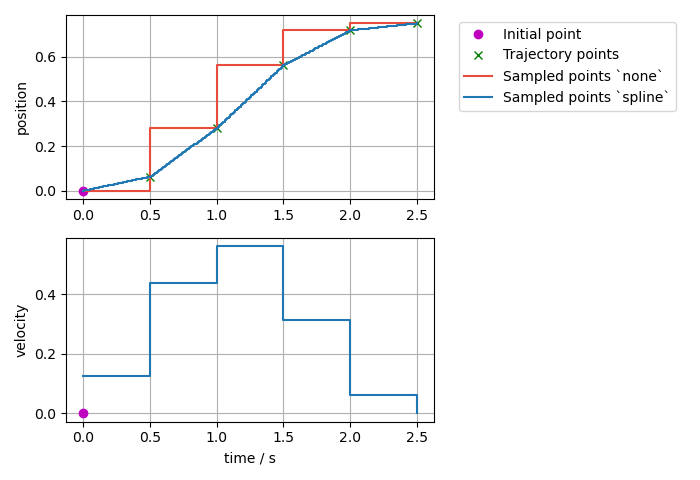 Initial point
Trajectory points
Sampled points `none`
Sampled points `spline`
position
0.6
0.4
0.2
0.0
0.0 0.5 1.0 1.5 2.0 2.5
velocity
0.4
0.2
0.0
0.0 0.5 1.0 1.5 2.0 2.5
time / s